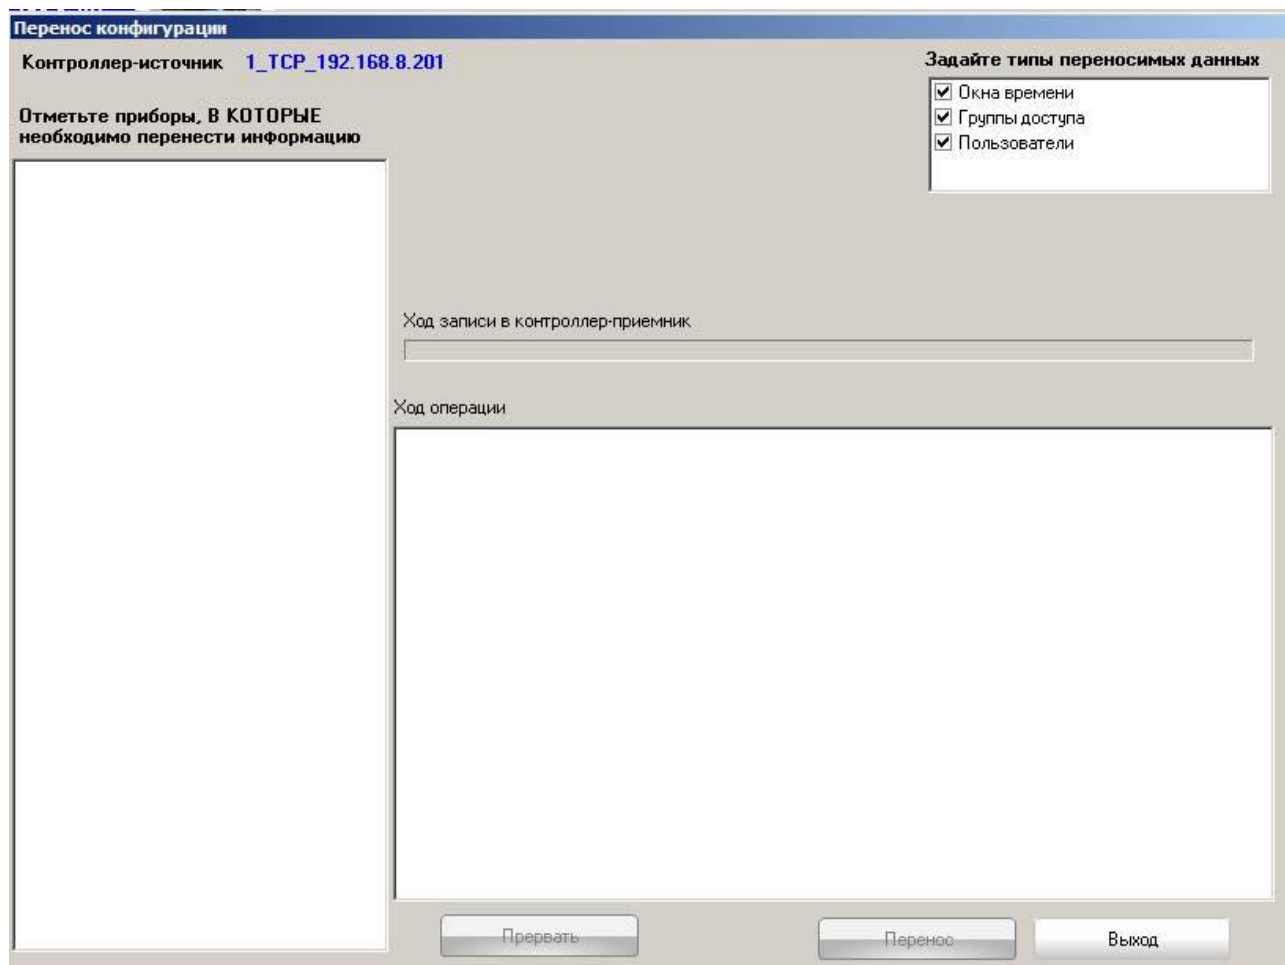 Перенос конфигурации
Контроллер-источник 1_TCP_192.168.8.201
Задайте типы переносимых данных
Окна времени
Группы доступа
Пользователи
Отметьте приборы, В КОТОРЫЕ
необходимо перенести информацию
Ход записи в контроллер-приемник
Ход операции
Прервать
Перенос
Выход